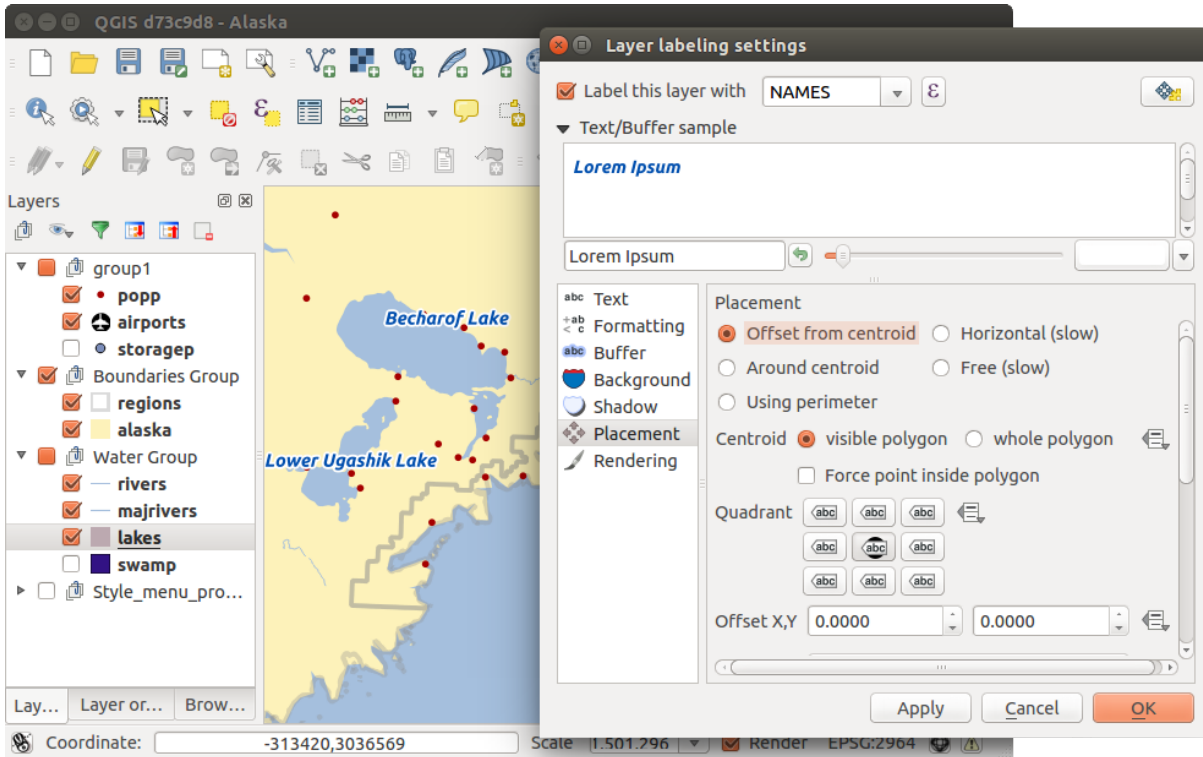 QGIS d73c9d8 - Alaska
Layers
group1
popp
airports
storagep
Boundaries Group
regions
alaska
Water Group
rivers
majrivers
lakes
swamp
Style_menu_pro...
Lay...
Layer or...
Brow...
Becharof Lake
Lower Ugashik Lake
Coordinate:
-313420,3036569
Scale
1:501.296
Render
EPSG:2964
Layer labeling settings
Label this layer with
NAMES
ε
Text/Buffer sample
Lorem Ipsum
Lorem Ipsum
abc Text
+ab < c Formatting
abc Buffer
Background
Shadow
Placement
Rendering
Placement
Offset from centroid
Horizontal (slow)
Around centroid
Free (slow)
Using perimeter
Centroid
visible polygon
whole polygon
Force point inside polygon
Quadrant
abc abc abc
abc abc abc
abc abc abc
Offset X,Y
0.0000
0.0000
Apply
Cancel
OK